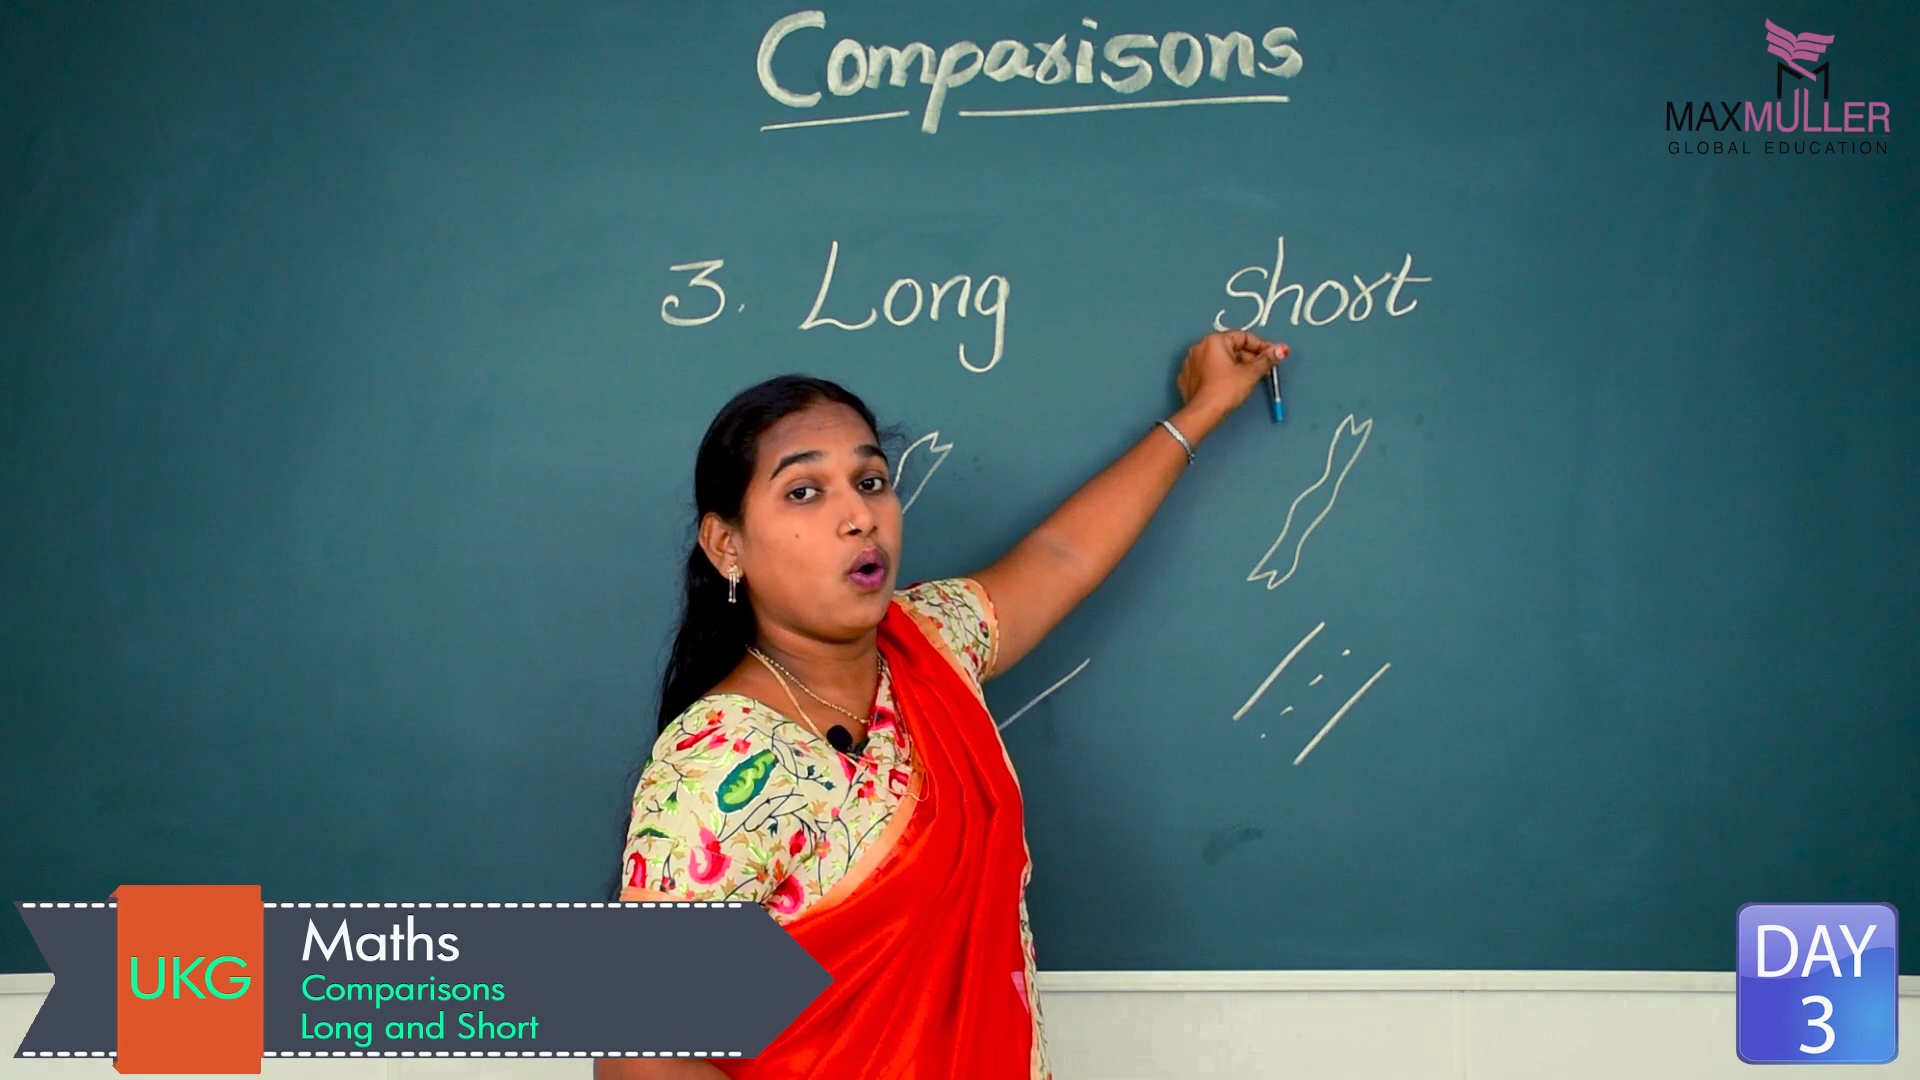 Comparisons
MAXMULLER
GLOBAL EDUCATION
3. Long short
UKG
Maths
Comparisons
Long and Short
DAY
3